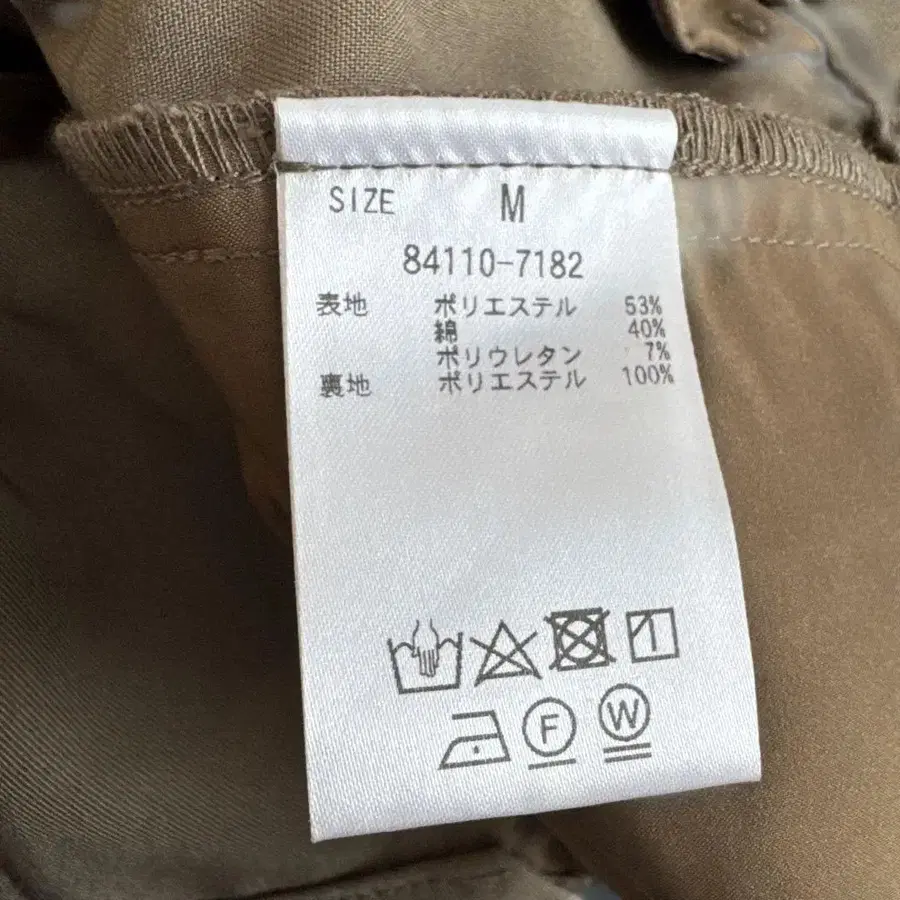 SIZE M
84110-7182
表地 ポリエステル 53%
綿 40%
ポリウレタン 7%
裏地 ポリエステル 100%
F W